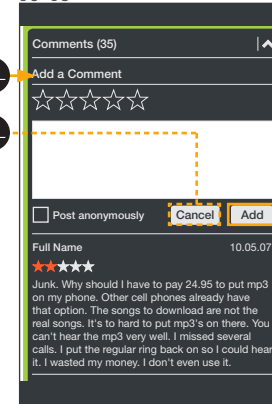 Comments (35)
Add a Comment
Post anonymously Cancel Add
Full Name 10.05.07
Junk. Why should I have to pay 24.95 to put mp3
on my phone. Other cell phones already have
that option. The songs to download are not the
real songs. It's to hard to put mp3's on there. You
can't hear the mp3 very well. I missed several
calls. I put the regular ring back on so I could hear
it. I wasted my money. I don't even use it.